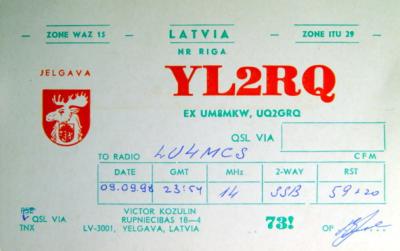 ZONE WAZ 15 LATVIA ZONE ITU 29
NR RIGA
JELGAVA
YL2RQ
EX UM8MKW, UQ2GRQ
QSL VIA
TO RADIO LU4MCS CFM
DATE GMT MHz 2-WAY RST
09.09.98 23:54 14 SSB 59+20
PSE QSL VIA VICTOR KOZULIN 73! OP
TNX RUPNIECIBAS 18-4
LV-3001, YELGAVA, LATVIA